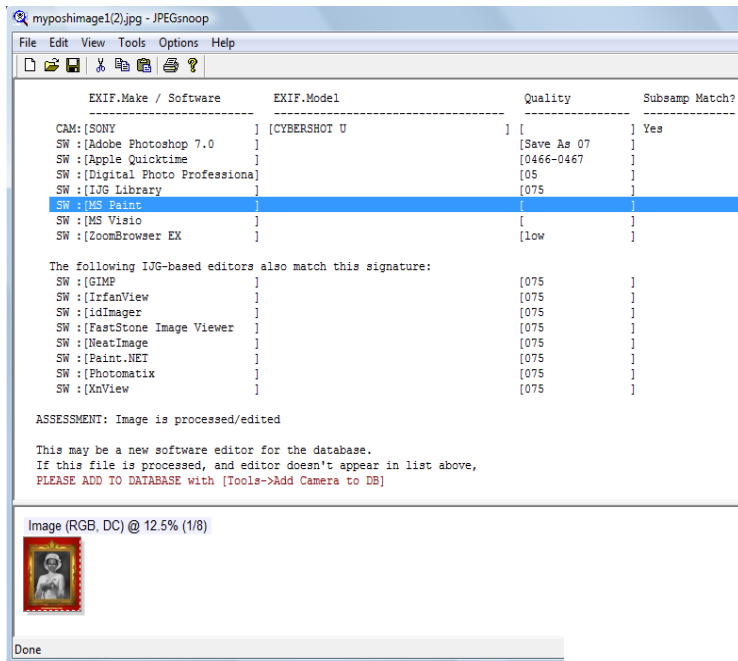 myposhimage1(2).jpg - JPEGsnoop
File Edit View Tools Options Help
EXIF.Make / Software EXIF.Model Quality Subsamp Match?
------------------------- ----------------------------------- ---------------- --------------
CAM:[SONY ] [CYBERSHOT U ] [ ] Yes
SW :[Adobe Photoshop 7.0 ] [Save As 07 ]
SW :[Apple Quicktime ] [0466-0467 ]
SW :[Digital Photo Professiona] [05 ]
SW :[IJG Library ] [075 ]
SW :[MS Paint ] [ ]
SW :[MS Visio ] [ ]
SW :[ZoomBrowser EX ] [low ]
The following IJG-based editors also match this signature:
SW :[GIMP ] [075 ]
SW :[IrfanView ] [075 ]
SW :[idImager ] [075 ]
SW :[FastStone Image Viewer ] [075 ]
SW :[NeatImage ] [075 ]
SW :[Paint.NET ] [075 ]
SW :[Photomatix ] [075 ]
SW :[XnView ] [075 ]
ASSESSMENT: Image is processed/edited
This may be a new software editor for the database.
If this file is processed, and editor doesn't appear in list above,
PLEASE ADD TO DATABASE with [Tools->Add Camera to DB]
Image (RGB, DC) @ 12.5% (1/8)
Done